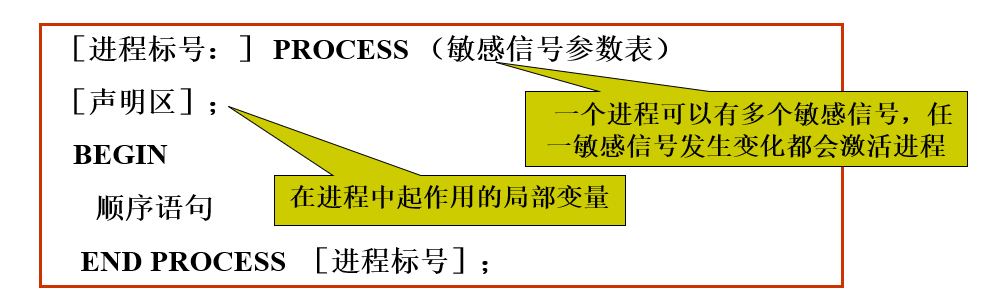 ［进程标号：］ PROCESS （敏感信号参数表）
［声明区］；
一个进程可以有多个敏感信号，任
一敏感信号发生变化都会激活进程
BEGIN
在进程中起作用的局部变量
顺序语句
END PROCESS ［进程标号］；